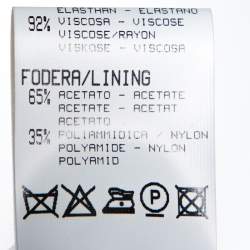 ELASTHAN - ELASTANO
92% VISCOSA - VISCOSE
VISCOSE/RAYON
VISKOSE - VISCOSA
FODERA/LINING
65% ACETATO - ACETATE
ACETATE - ACETAT
ACETATO
35% POLIAMMIDICA / NYLON
POLYAMIDE - NYLON
POLYAMID
P